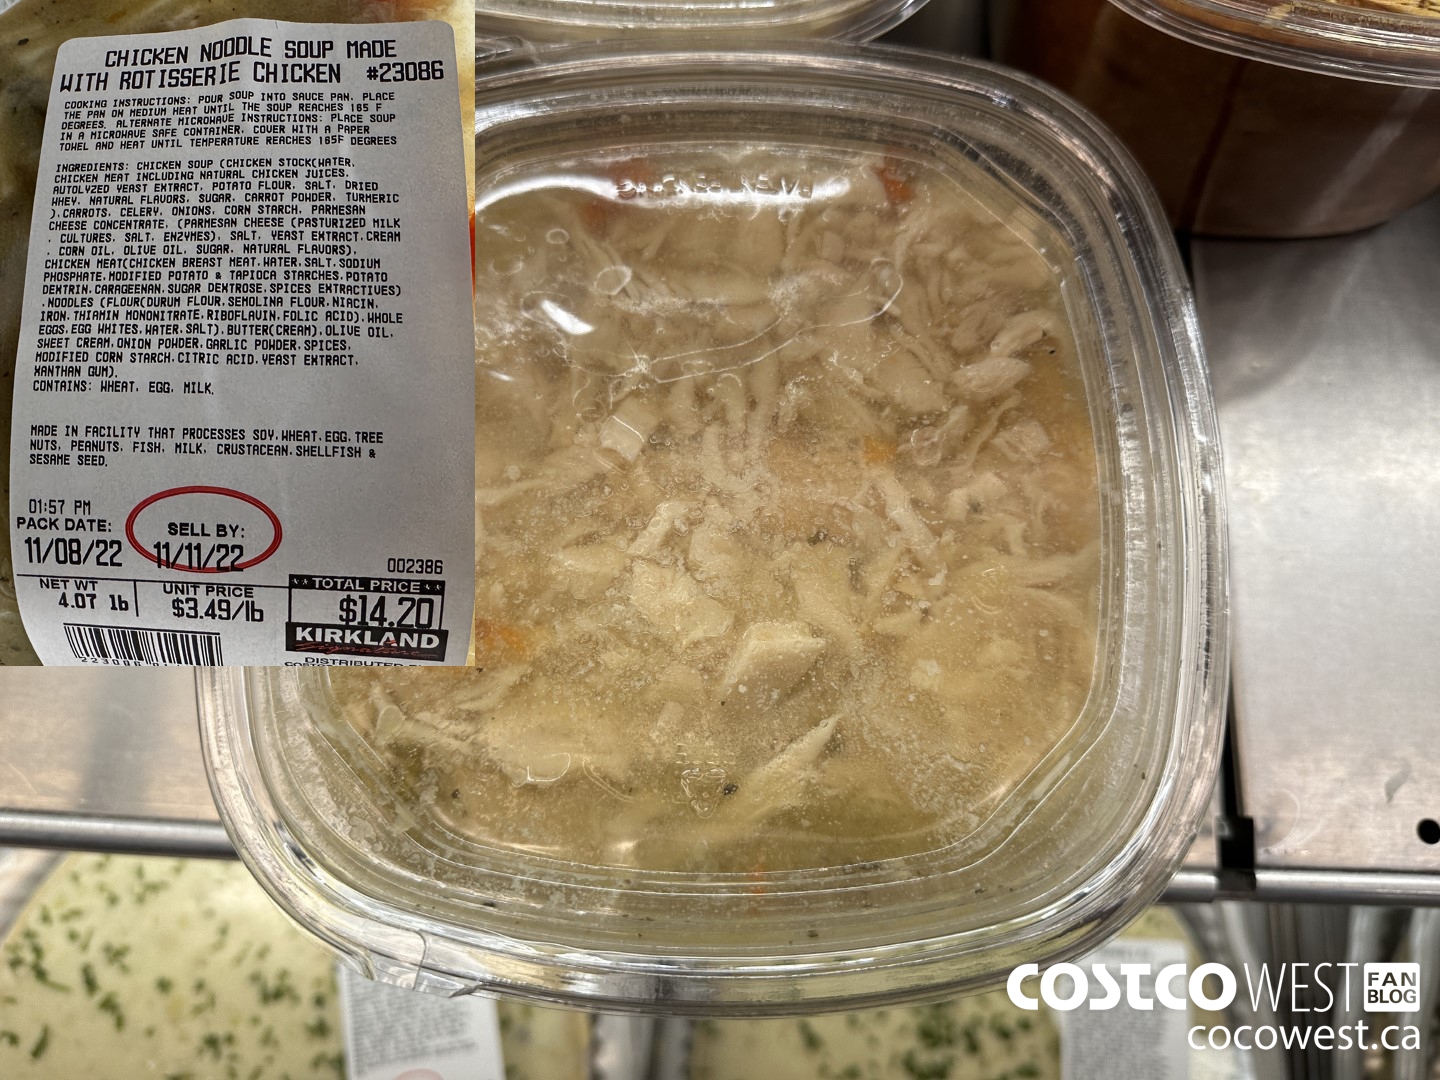 CHICKEN NOODLE SOUP MADE
WITH ROTISSERIE CHICKEN #23086
COOKING INSTRUCTIONS: POUR SOUP INTO SAUCE PAN, PLACE
THE PAN ON MEDIUM HEAT UNTIL THE SOUP REACHES 165 F
DEGREES. ALTERNATE MICROWAVE INSTRUCTIONS: PLACE SOUP
IN A MICROWAVE SAFE CONTAINER, COVER WITH A PAPER
TOWEL AND HEAT UNTIL TEMPERATURE REACHES 165F DEGREES
INGREDIENTS: CHICKEN SOUP (CHICKEN STOCK(WATER,
CHICKEN MEAT INCLUDING NATURAL CHICKEN JUICES,
AUTOLYZED YEAST EXTRACT, POTATO FLOUR, SALT, DRIED
WHEY, NATURAL FLAVORS, SUGAR, CARROT POWDER, TURMERIC
),CARROTS, CELERY, ONIONS, CORN STARCH, PARMESAN
CHEESE CONCENTRATE, (PARMESAN CHEESE (PASTURIZED MILK
, CULTURES, SALT, ENZYMES), SALT, YEAST EXTRACT,CREAM
, CORN OIL, OLIVE OIL, SUGAR, NATURAL FLAVORS),
CHICKEN MEAT(CHICKEN BREAST MEAT,WATER,SALT,SODIUM
PHOSPHATE,MODIFIED POTATO & TAPIOCA STARCHES,POTATO
DEXTRIN,CARAGEENAN,SUGAR DEXTROSE,SPICES EXTRACTIVES)
,NOODLES (FLOUR(DURUM FLOUR,SEMOLINA FLOUR,NIACIN,
IRON,THIAMIN MONONITRATE,RIBOFLAVIN,FOLIC ACID),WHOLE
EGGS,EGG WHITES,WATER,SALT),BUTTER(CREAM),OLIVE OIL,
SWEET CREAM,ONION POWDER,GARLIC POWDER,SPICES,
MODIFIED CORN STARCH,CITRIC ACID,YEAST EXTRACT,
XANTHAN GUM).
CONTAINS: WHEAT, EGG, MILK.
MADE IN FACILITY THAT PROCESSES SOY,WHEAT,EGG,TREE
NUTS, PEANUTS, FISH, MILK, CRUSTACEAN,SHELLFISH &
SESAME SEED.
01:57 PM
PACK DATE: SELL BY:
11/08/22 11/11/22
002386
NET WT UNIT PRICE TOTAL PRICE
4.07 lb $3.49/lb $14.20
KIRKLAND
Signature
DISTRIBUTED
COSTCO WEST FAN BLOG
cocowest.ca